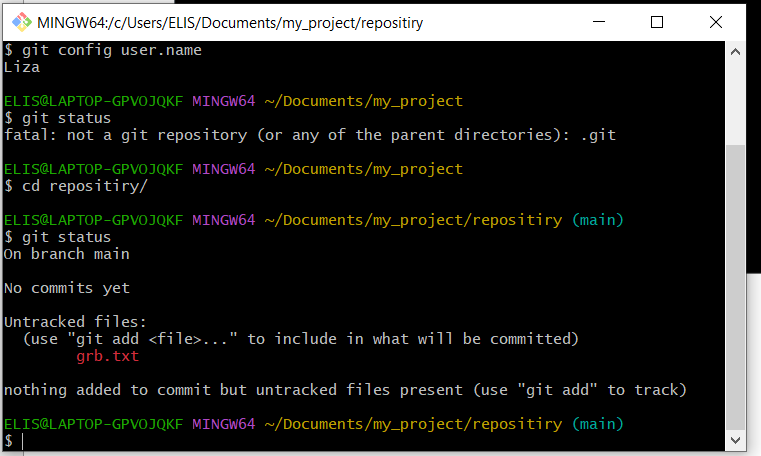 MINGW64:/c/Users/ELIS/Documents/my_project/repositiry
$ git config user.name
Liza
ELIS@LAPTOP-GPVOJQKF MINGW64 ~/Documents/my_project
$ git status
fatal: not a git repository (or any of the parent directories): .git
ELIS@LAPTOP-GPVOJQKF MINGW64 ~/Documents/my_project
$ cd repositiry/
ELIS@LAPTOP-GPVOJQKF MINGW64 ~/Documents/my_project/repositiry (main)
$ git status
On branch main
No commits yet
Untracked files:
(use "git add <file>..." to include in what will be committed)
grb.txt
nothing added to commit but untracked files present (use "git add" to track)
ELIS@LAPTOP-GPVOJQKF MINGW64 ~/Documents/my_project/repositiry (main)
$